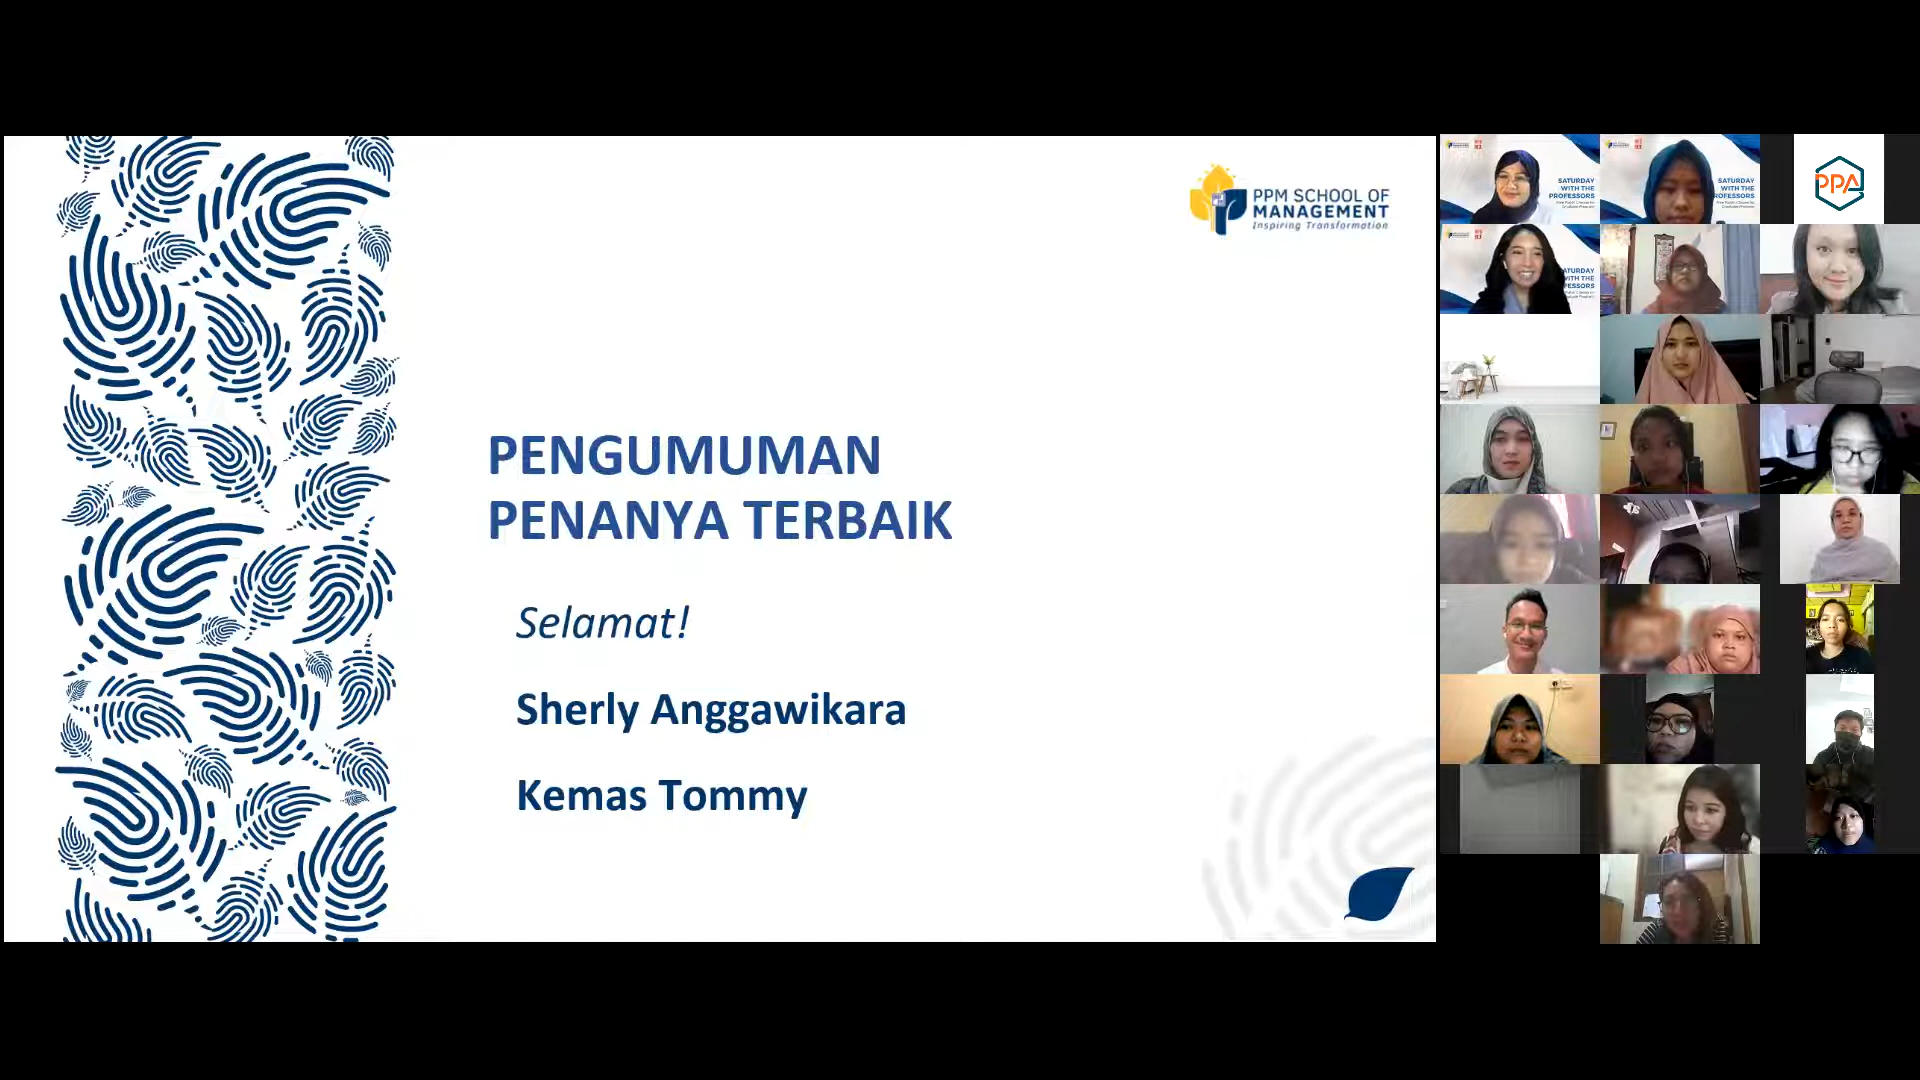 PPM SCHOOL OF
MANAGEMENT
Inspiring Transformation
PENGUMUMAN
PENANYA TERBAIK
Selamat!
Sherly Anggawikara
Kemas Tommy
SATURDAY
WITH THE
PROFESSORS
SATURDAY
WITH THE
PROFESSORS
PPA